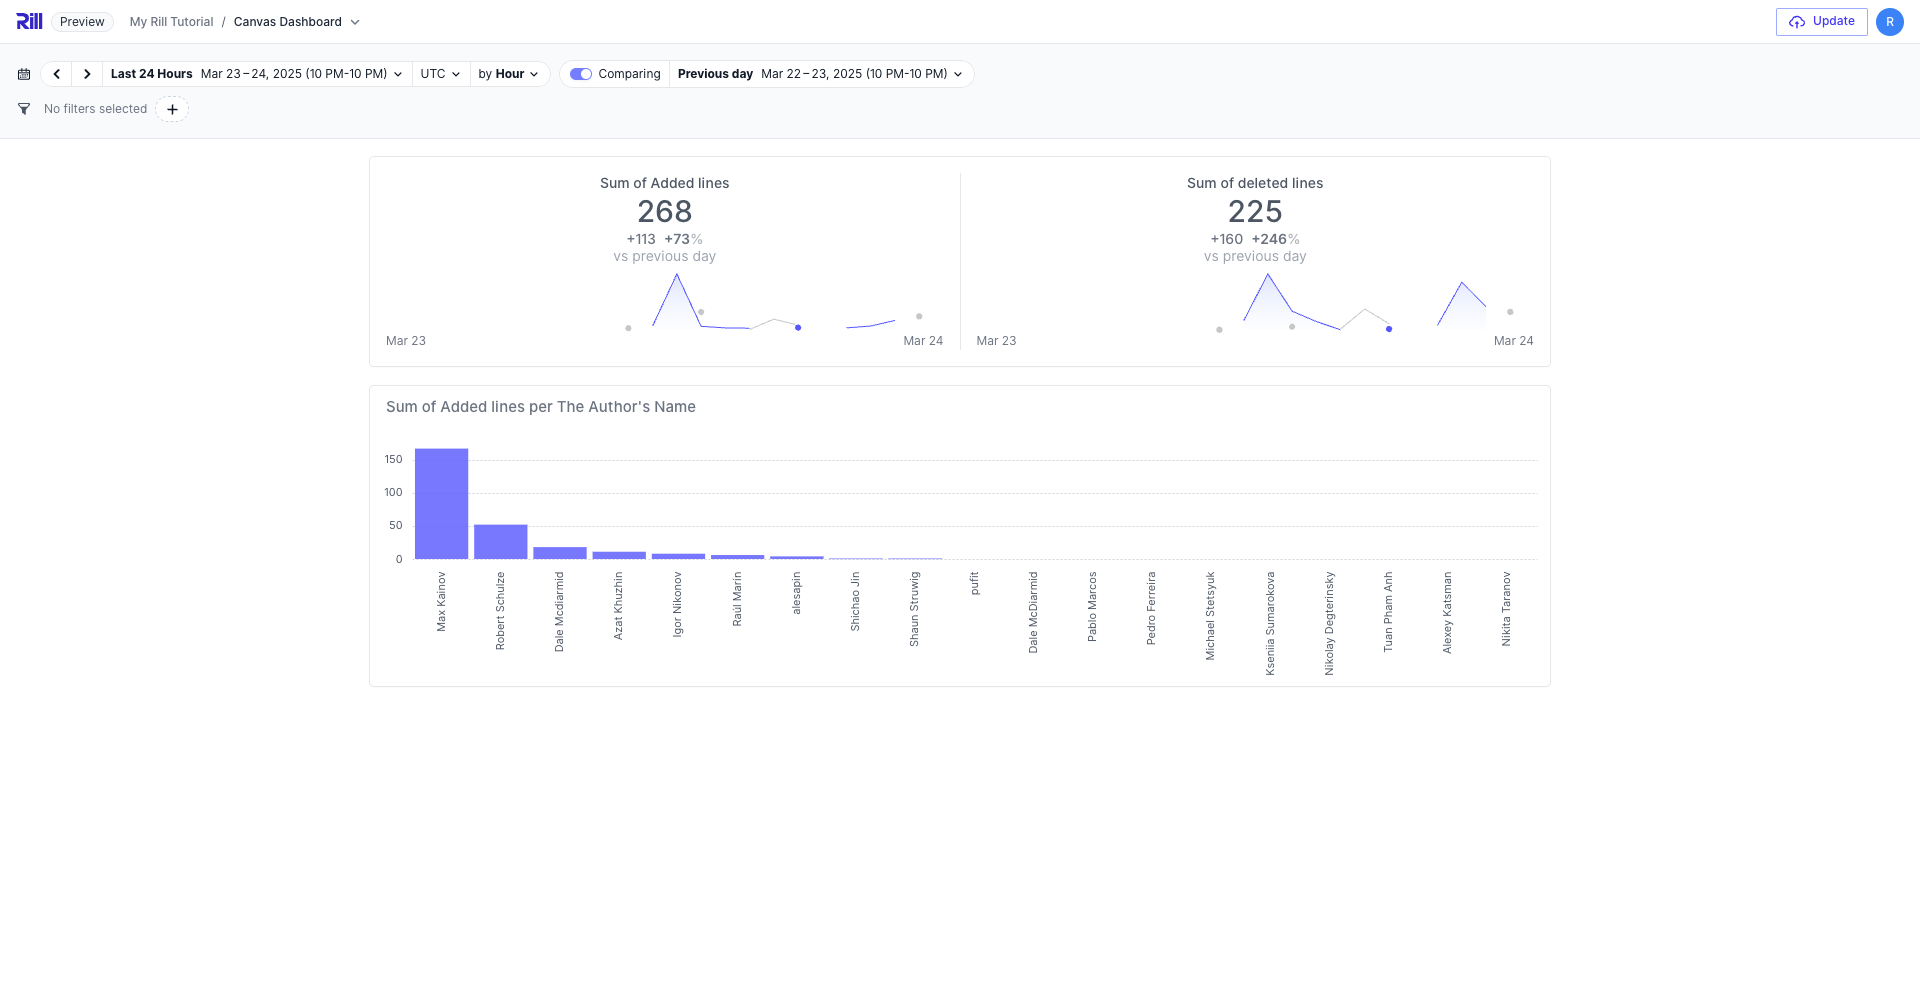 Rill Preview My Rill Tutorial / Canvas Dashboard Update R
Last 24 Hours Mar 23 – 24, 2025 (10 PM-10 PM) UTC by Hour Comparing Previous day Mar 22 – 23, 2025 (10 PM-10 PM)
No filters selected +
Sum of Added lines
268
+113 +73%
vs previous day
Mar 23 Mar 24
Sum of deleted lines
225
+160 +246%
vs previous day
Mar 23 Mar 24
Sum of Added lines per The Author's Name
150
100
50
0
Max Kainov
Robert Schulze
Dale Mcdiarmid
Azat Khuzhin
Igor Nikonov
Raúl Marín
alesapin
Shichao Jin
Shaun Struwig
pufit
Dale McDiarmid
Pablo Marcos
Pedro Ferreira
Michael Stetsyuk
Kseniia Sumarokova
Nikolay Degterinsky
Tuan Pham Anh
Alexey Katsman
Nikita Taranov